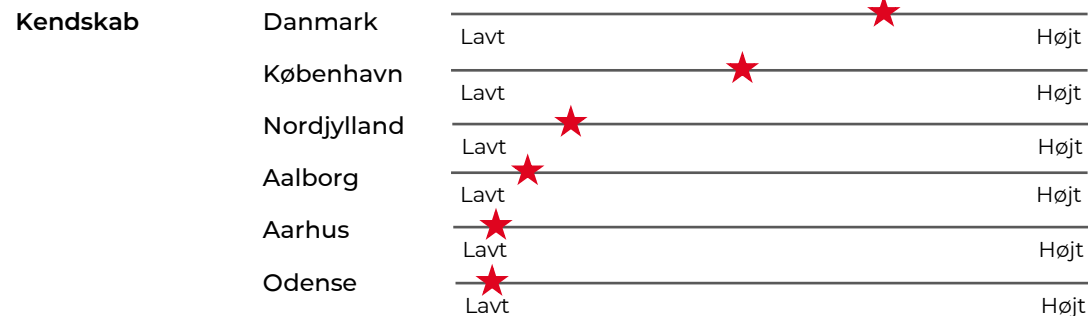 Kendskab Danmark
Lavt Højt
København
Lavt Højt
Nordjylland
Lavt Højt
Aalborg
Lavt Højt
Aarhus
Lavt Højt
Odense
Lavt Højt